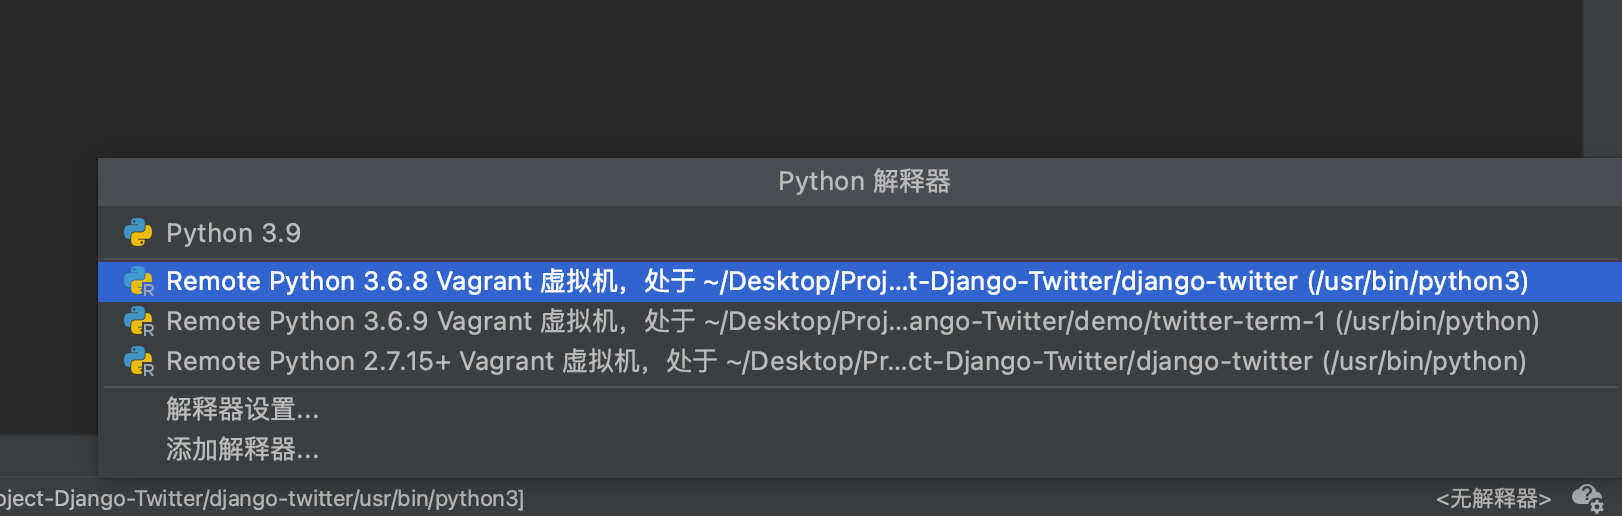 Python 解释器
Python 3.9
Remote Python 3.6.8 Vagrant 虚拟机，处于 ~/Desktop/Proj...t-Django-Twitter/django-twitter (/usr/bin/python3)
Remote Python 3.6.9 Vagrant 虚拟机，处于 ~/Desktop/Proj...ango-Twitter/demo/twitter-term-1 (/usr/bin/python)
Remote Python 2.7.15+ Vagrant 虚拟机，处于 ~/Desktop/Pr...ct-Django-Twitter/django-twitter (/usr/bin/python)
解释器设置...
添加解释器...
oject-Django-Twitter/django-twitter/usr/bin/python3] <无解释器>